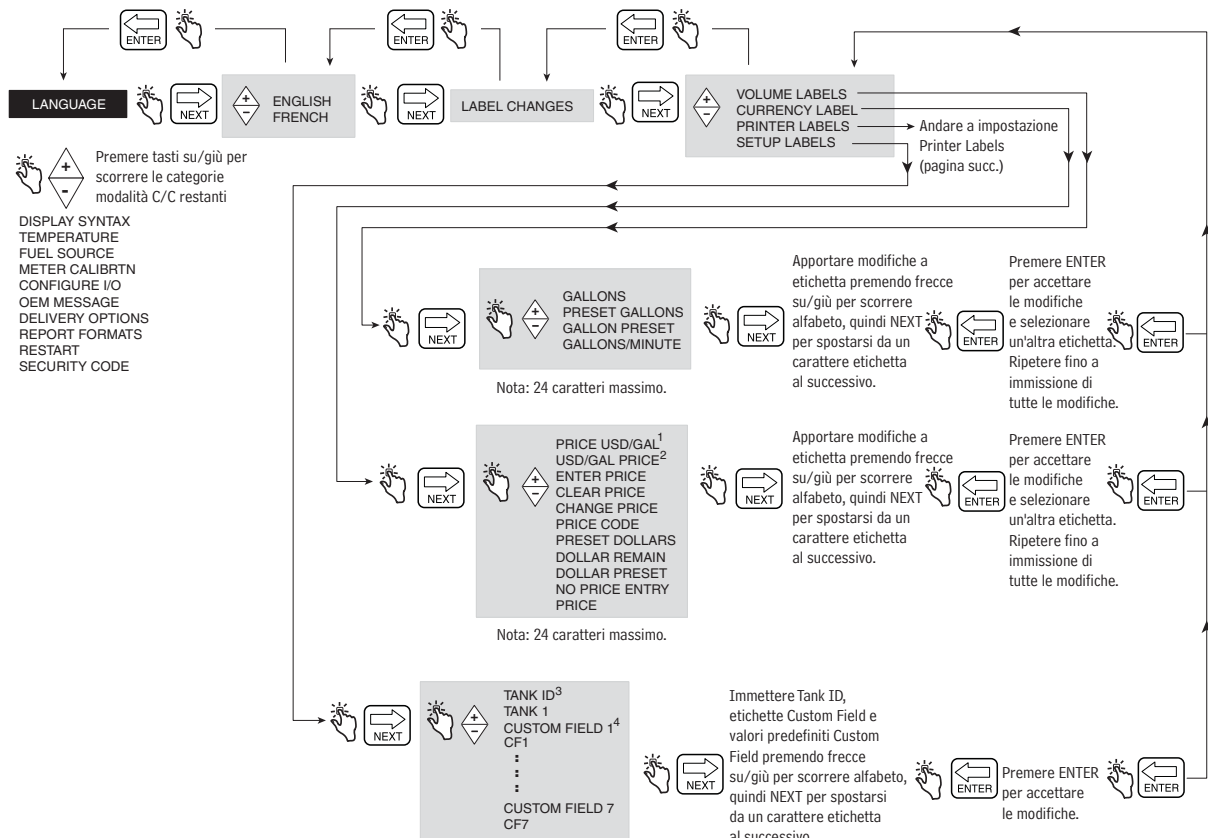 ENTER
ENTER
ENTER
LANGUAGE
NEXT
+
−
ENGLISH
FRENCH
NEXT
LABEL CHANGES
NEXT
+
−
VOLUME LABELS
CURRENCY LABEL
PRINTER LABELS
SETUP LABELS
Andare a impostazione
Printer Labels
(pagina succ.)
+
-
Premere tasti su/giù per
scorrere le categorie
modalità C/C restanti
DISPLAY SYNTAX
TEMPERATURE
FUEL SOURCE
METER CALIBRTN
CONFIGURE I/O
OEM MESSAGE
DELIVERY OPTIONS
REPORT FORMATS
RESTART
SECURITY CODE
NEXT
+
−
GALLONS
PRESET GALLONS
GALLON PRESET
GALLONS/MINUTE
Nota: 24 caratteri massimo.
NEXT
Apportare modifiche a
etichetta premendo frecce
su/giù per scorrere
alfabeto, quindi NEXT
per spostarsi da un
carattere etichetta
al successivo.
ENTER
Premere ENTER
per accettare
le modifiche
e selezionare
un'altra etichetta.
Ripetere fino a
immissione di
tutte le modifiche.
ENTER
NEXT
+
−
PRICE USD/GAL1
USD/GAL PRICE2
ENTER PRICE
CLEAR PRICE
CHANGE PRICE
PRICE CODE
PRESET DOLLARS
DOLLAR REMAIN
DOLLAR PRESET
NO PRICE ENTRY
PRICE
Nota: 24 caratteri massimo.
NEXT
Apportare modifiche a
etichetta premendo frecce
su/giù per scorrere
alfabeto, quindi NEXT
per spostarsi da un
carattere etichetta
al successivo.
ENTER
Premere ENTER
per accettare
le modifiche
e selezionare
un'altra etichetta.
Ripetere fino a
immissione di
tutte le modifiche.
ENTER
NEXT
+
−
TANK ID3
TANK 1
CUSTOM FIELD 14
CF1
:
:
:
CUSTOM FIELD 7
CF7
NEXT
Immettere Tank ID,
etichette Custom Field e
valori predefiniti Custom
Field premendo frecce
su/giù per scorrere alfabeto,
quindi NEXT per spostarsi
da un carattere etichetta
al successivo.
ENTER
Premere ENTER
per accettare
le modifiche.
ENTER